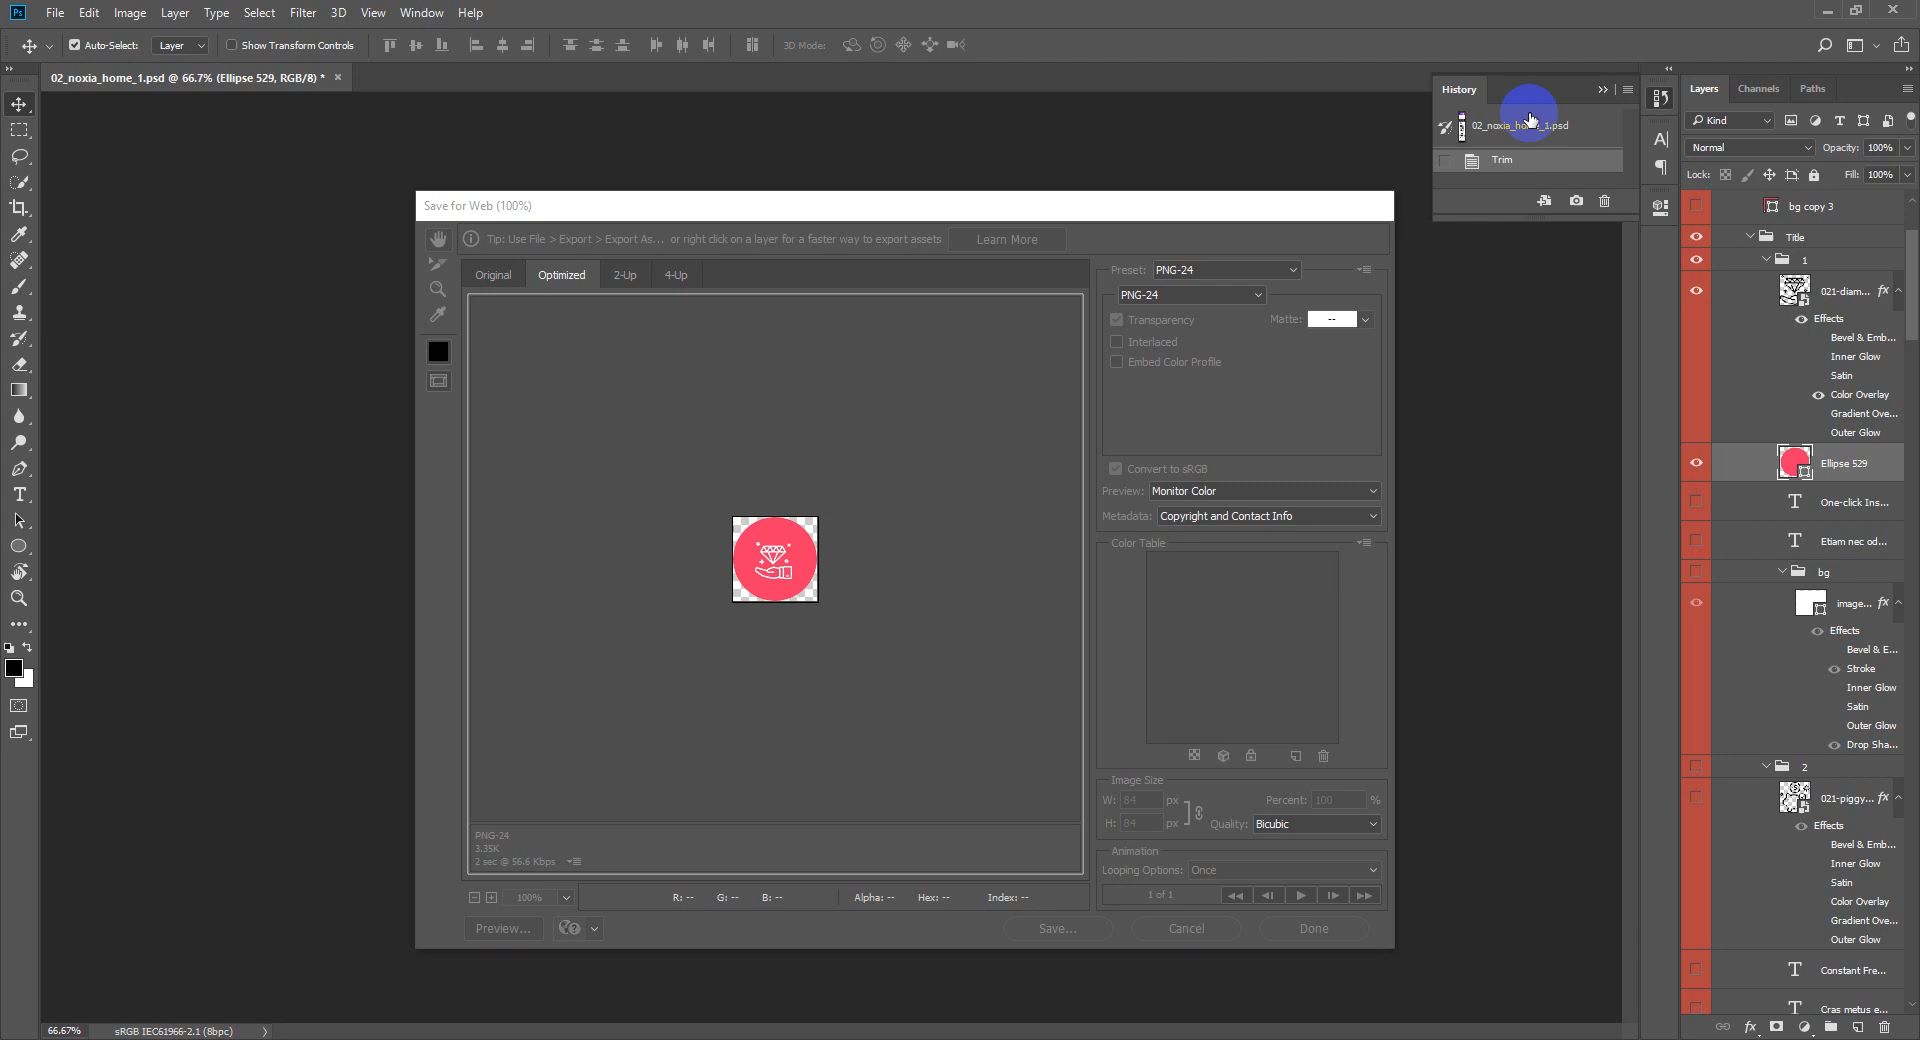 Ps File Edit Image Layer Type Select Filter 3D View Window Help
Auto-Select: Layer Show Transform Controls 3D Mode:
02_noxia_home_1.psd @ 66.7% (Ellipse 529, RGB/8) *
History
02_noxia_home_1.psd
Trim
Save for Web (100%)
Tip: Use File > Export > Export As... or right click on a layer for a faster way to export assets
Learn More
Original Optimized 2-Up 4-Up
PNG-24
3.35K
2 sec @ 56.6 Kbps
100%
R: -- G: -- B: -- Alpha: -- Hex: -- Index: --
Preview... Save... Cancel Done
Preset: PNG-24
PNG-24
Transparency Matte: --
Interlaced
Embed Color Profile
Convert to sRGB
Preview: Monitor Color
Metadata: Copyright and Contact Info
Color Table
Image Size
W: 84 px Percent: 100 %
H: 84 px Quality: Bicubic
Animation
Looping Options: Once
1 of 1
Layers Channels Paths
Kind
Normal Opacity: 100%
Lock: Fill: 100%
bg copy 3
Title
1
021-diam... fx
Effects
Bevel & Emb...
Inner Glow
Satin
Color Overlay
Gradient Ove...
Outer Glow
Ellipse 529
One-click Ins...
Etiam nec od...
bg
image... fx
Effects
Bevel & E...
Stroke
Inner Glow
Satin
Outer Glow
Drop Sha...
2
021-piggy... fx
Effects
Bevel & Emb...
Inner Glow
Satin
Color Overlay
Gradient Ove...
Outer Glow
Constant Fre...
Cras metus e...
fx
66.67% sRGB IEC61966-2.1 (8bpc)